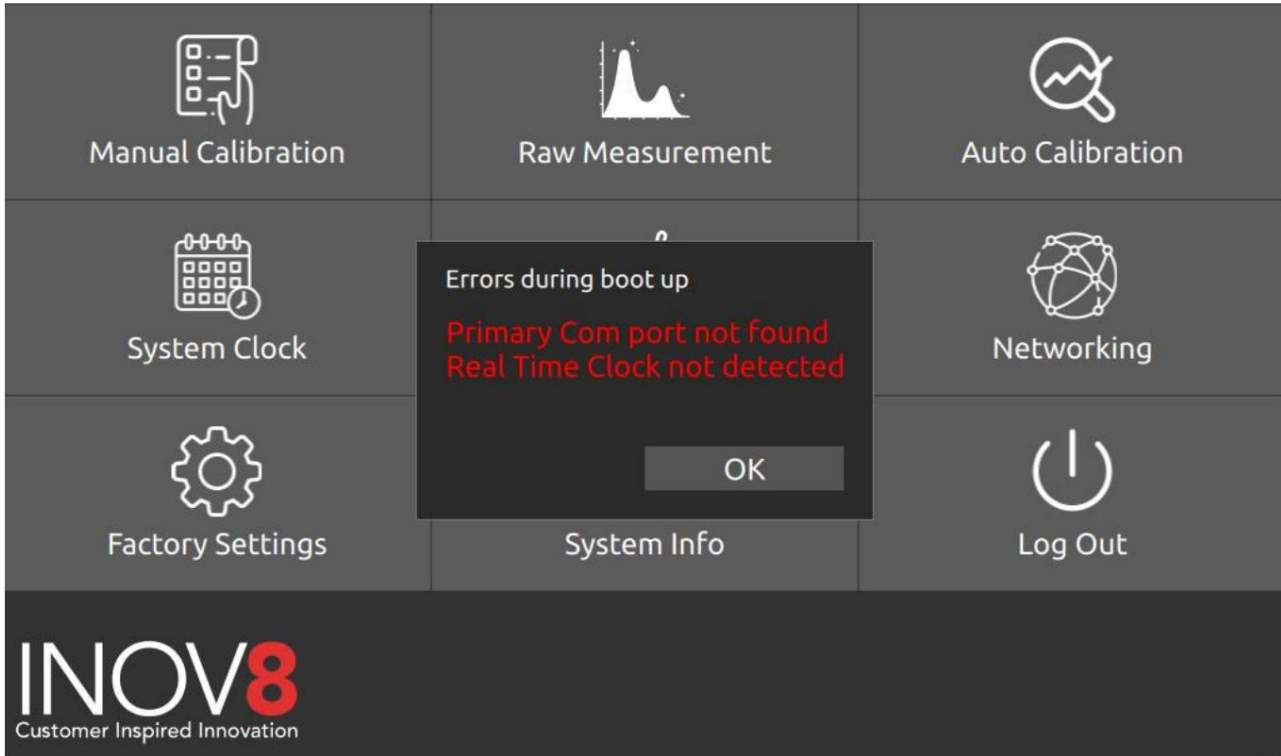 Manual Calibration
Raw Measurement
Auto Calibration
System Clock
Networking
Errors during boot up
Primary Com port not found
Real Time Clock not detected
OK
Factory Settings
System Info
Log Out
INOV8
Customer Inspired Innovation